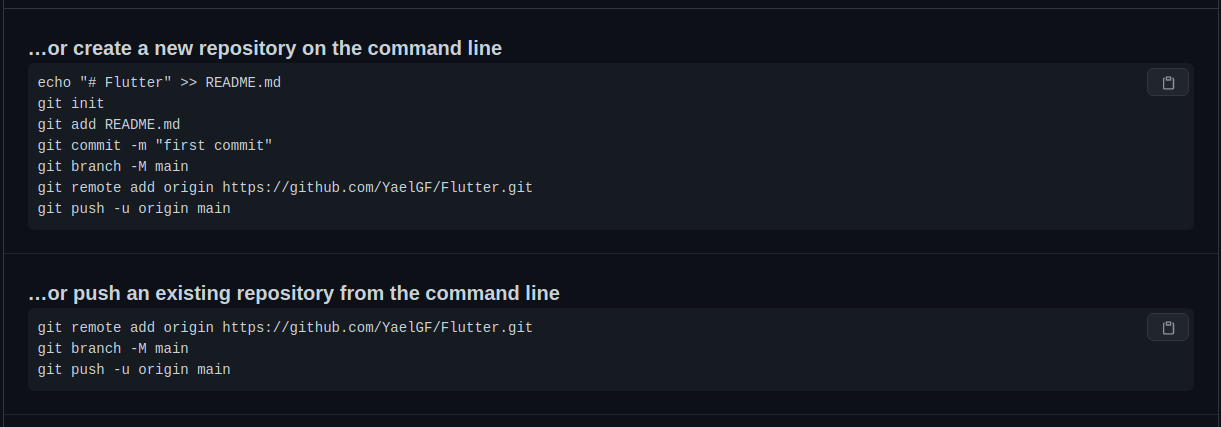 ...or create a new repository on the command line
echo "# Flutter" >> README.md
git init
git add README.md
git commit -m "first commit"
git branch -M main
git remote add origin https://github.com/YaelGF/Flutter.git
git push -u origin main
...or push an existing repository from the command line
git remote add origin https://github.com/YaelGF/Flutter.git
git branch -M main
git push -u origin main